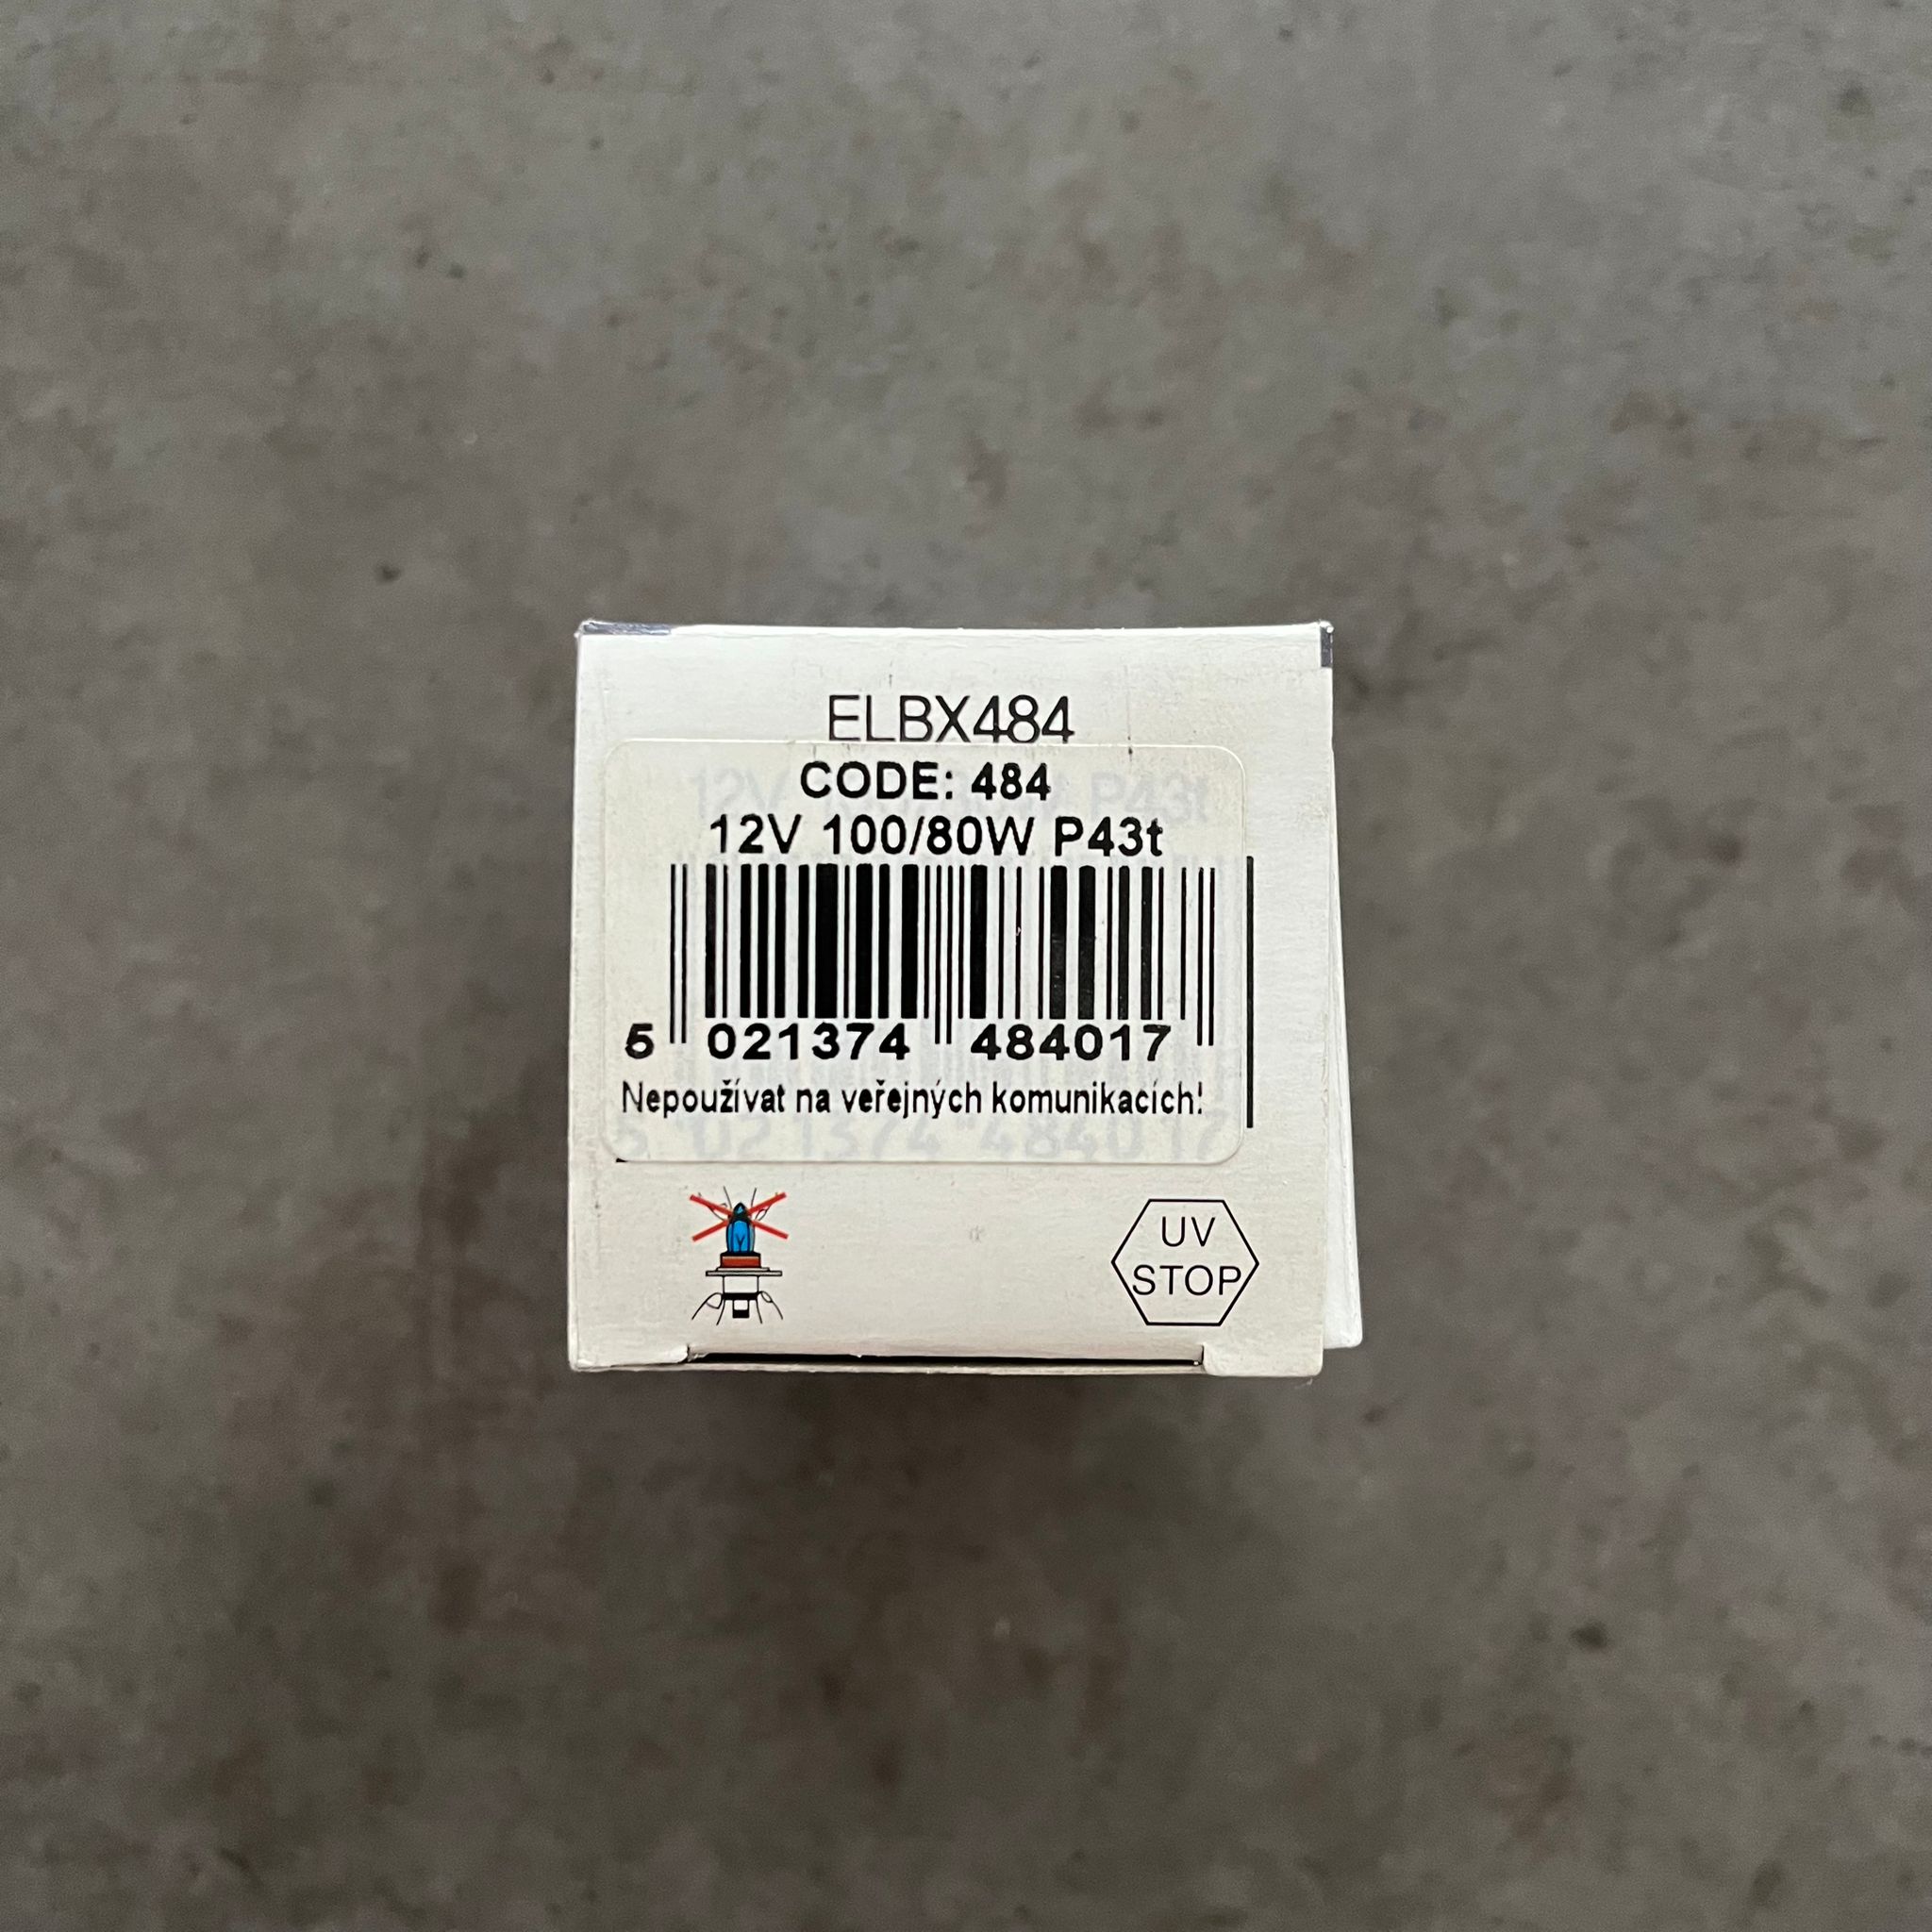 ELBX484
CODE: 484
12V 100/80W P43t
5 021374 484017
Nepoužívat na veřejných komunikacích!
UV
STOP